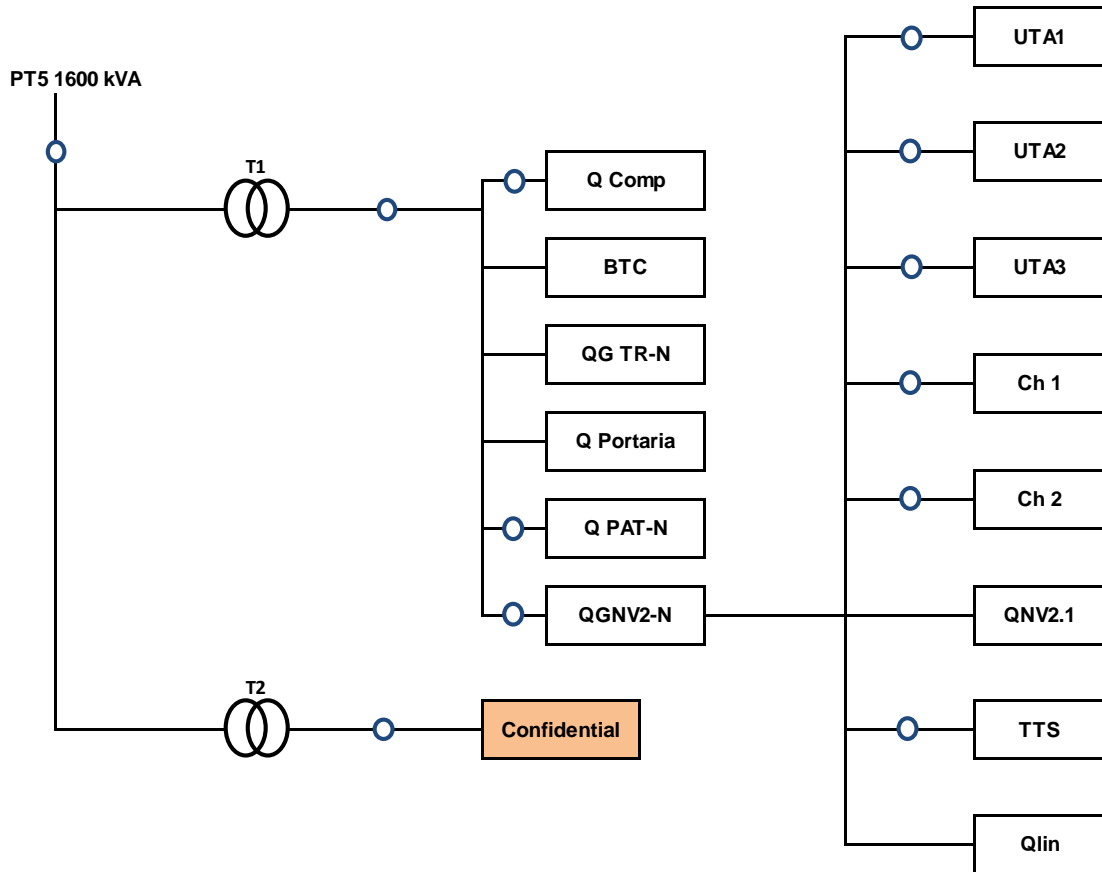 PT5 1600 kVA
T1
Q Comp
BTC
QG TR-N
Q Portaria
Q PAT-N
QGNV2-N
T2
Confidential
UTA1
UTA2
UTA3
Ch 1
Ch 2
QNV2.1
TTS
Qlin